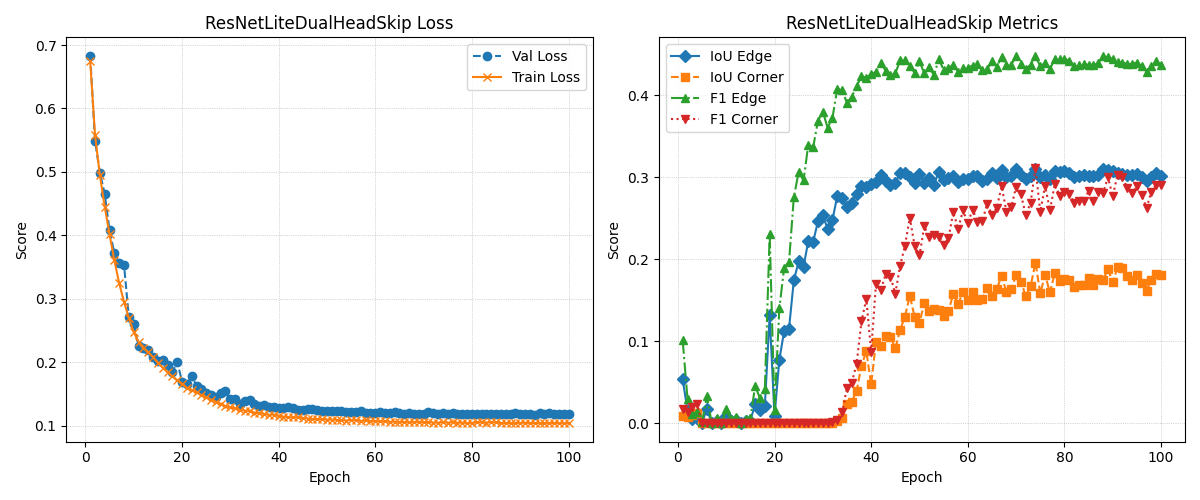 ResNetLiteDualHeadSkip Loss
0.7
0.6
0.5
0.4
0.3
0.2
0.1
Score
0 20 40 60 80 100
Epoch
Val Loss
Train Loss
ResNetLiteDualHeadSkip Metrics
0.4
0.3
0.2
0.1
0.0
Score
0 20 40 60 80 100
Epoch
IoU Edge
IoU Corner
F1 Edge
F1 Corner